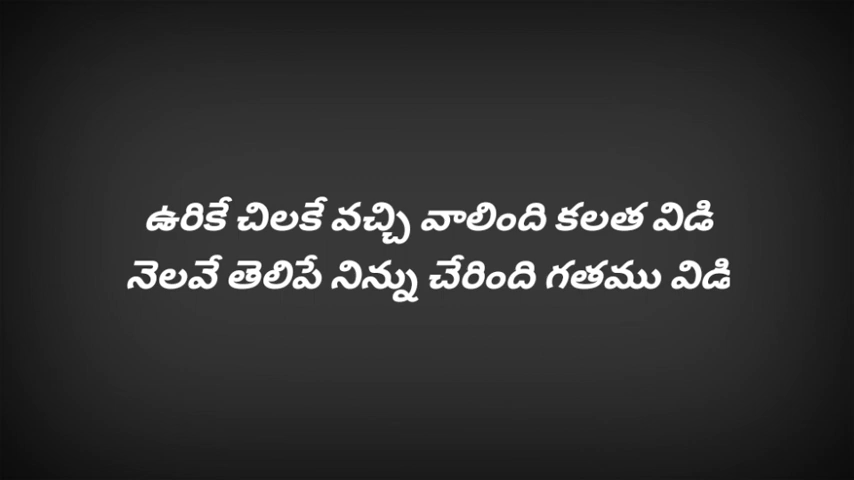 ఉరికే చిలకే వచ్చి వాలింది కలత విడి
నెలవే తెలిపే నిన్ను చేరింది గతము విడి